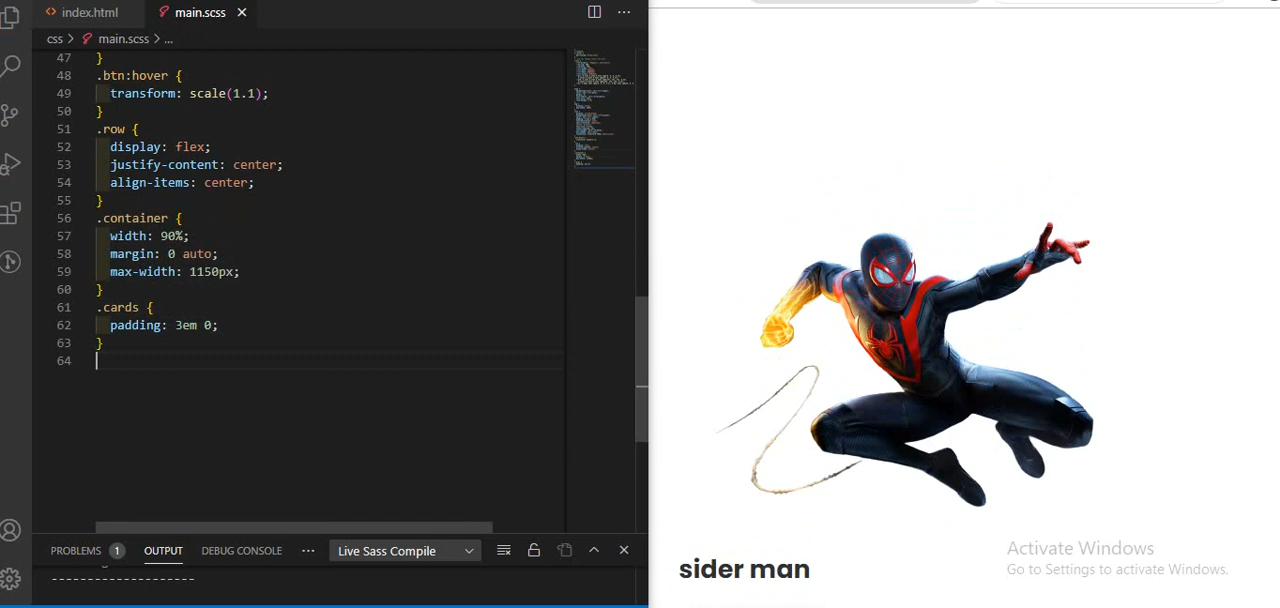 index.html
main.scss
css > main.scss > ...
47 }
48 .btn:hover {
49 transform: scale(1.1);
50 }
51 .row {
52 display: flex;
53 justify-content: center;
54 align-items: center;
55 }
56 .container {
57 width: 90%;
58 margin: 0 auto;
59 max-width: 1150px;
60 }
61 .cards {
62 padding: 3em 0;
63 }
64
PROBLEMS 1 OUTPUT DEBUG CONSOLE ... Live Sass Compile
--------------------
sider man
Activate Windows
Go to Settings to activate Windows.